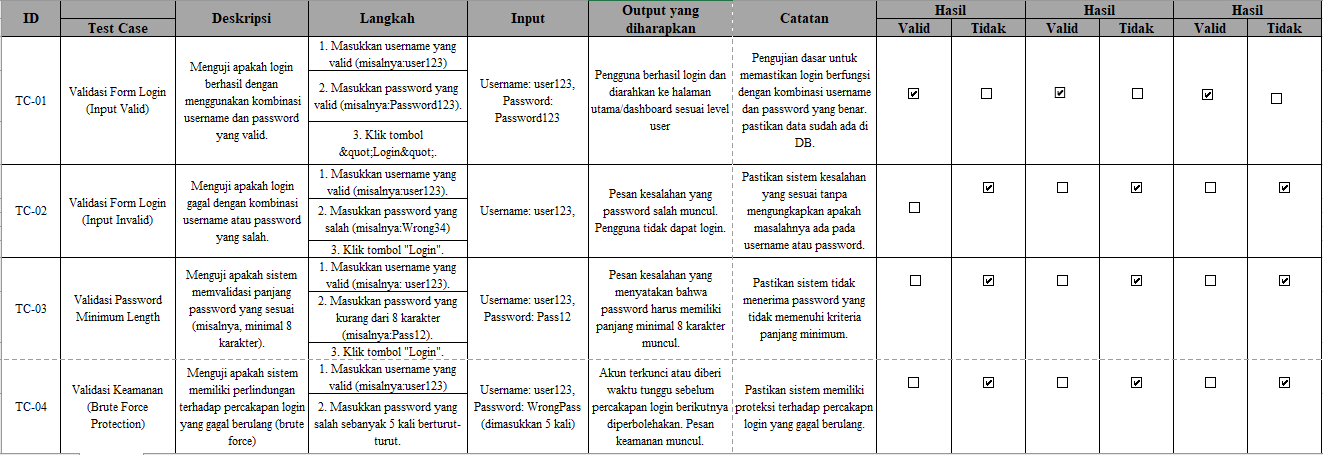 ID
Test Case
Deskripsi
Langkah
Input
Output yang
diharapkan
Catatan
Hasil
Valid
Tidak
Hasil
Valid
Tidak
Hasil
Valid
Tidak
TC-01
Validasi Form Login
(Input Valid)
Menguji apakah login
berhasil dengan
menggunakan kombinasi
username dan password
yang valid.
1. Masukkan username yang
valid (misalnya:user123)
2. Masukkan password yang
valid (misalnya:Password123).
3. Klik tombol
&quot;Login&quot;.
Username: user123,
Password:
Password123
Pengguna berhasil login dan
diarahkan ke halaman
utama/dashboard sesuai level
user
Pengujian dasar untuk
memastikan login berfungsi
dengan kombinasi username
dan password yang benar.
pastikan data sudah ada di
DB.
TC-02
Validasi Form Login
(Input Invalid)
Menguji apakah login
gagal dengan kombinasi
username atau password
yang salah.
1. Masukkan username yang
valid (misalnya:user123).
2. Masukkan password yang
salah (misalnya:Wrong34)
3. Klik tombol "Login".
Username: user123,
Pesan kesalahan yang
password salah muncul.
Pengguna tidak dapat login.
Pastikan sistem kesalahan
yang sesuai tanpa
mengungkapkan apakah
masalahnya ada pada
username atau password.
TC-03
Validasi Password
Minimum Length
Menguji apakah sistem
memvalidasi panjang
password yang sesuai
(misalnya, minimal 8
karakter).
1. Masukkan username yang
valid (misalnya: user123).
2. Masukkan password yang
kurang dari 8 karakter
(misalnya:Pass12).
3. Klik tombol "Login".
Username: user123,
Password: Pass12
Pesan kesalahan yang
menyatakan bahwa
password harus memiliki
panjang minimal 8 karakter
muncul.
Pastikan sistem tidak
menerima password yang
tidak memenuhi kriteria
panjang minimum.
TC-04
Validasi Keamanan
(Brute Force
Protection)
Menguji apakah sistem
memiliki perlindungan
terhadap percakapan login
yang gagal berulang (brute
force)
1. Masukkan username yang
valid (misalnya:user123)
2. Masukkan password yang
salah sebanyak 5 kali berturut-
turut.
Username: user123,
Password: WrongPass
(dimasukkan 5 kali)
Akun terkunci atau diberi
waktu tunggu sebelum
percakapan login berikutnya
diperbolehakan. Pesan
keamanan muncul.
Pastikan sistem memiliki
proteksi terhadap percakapn
login yang gagal berulang.